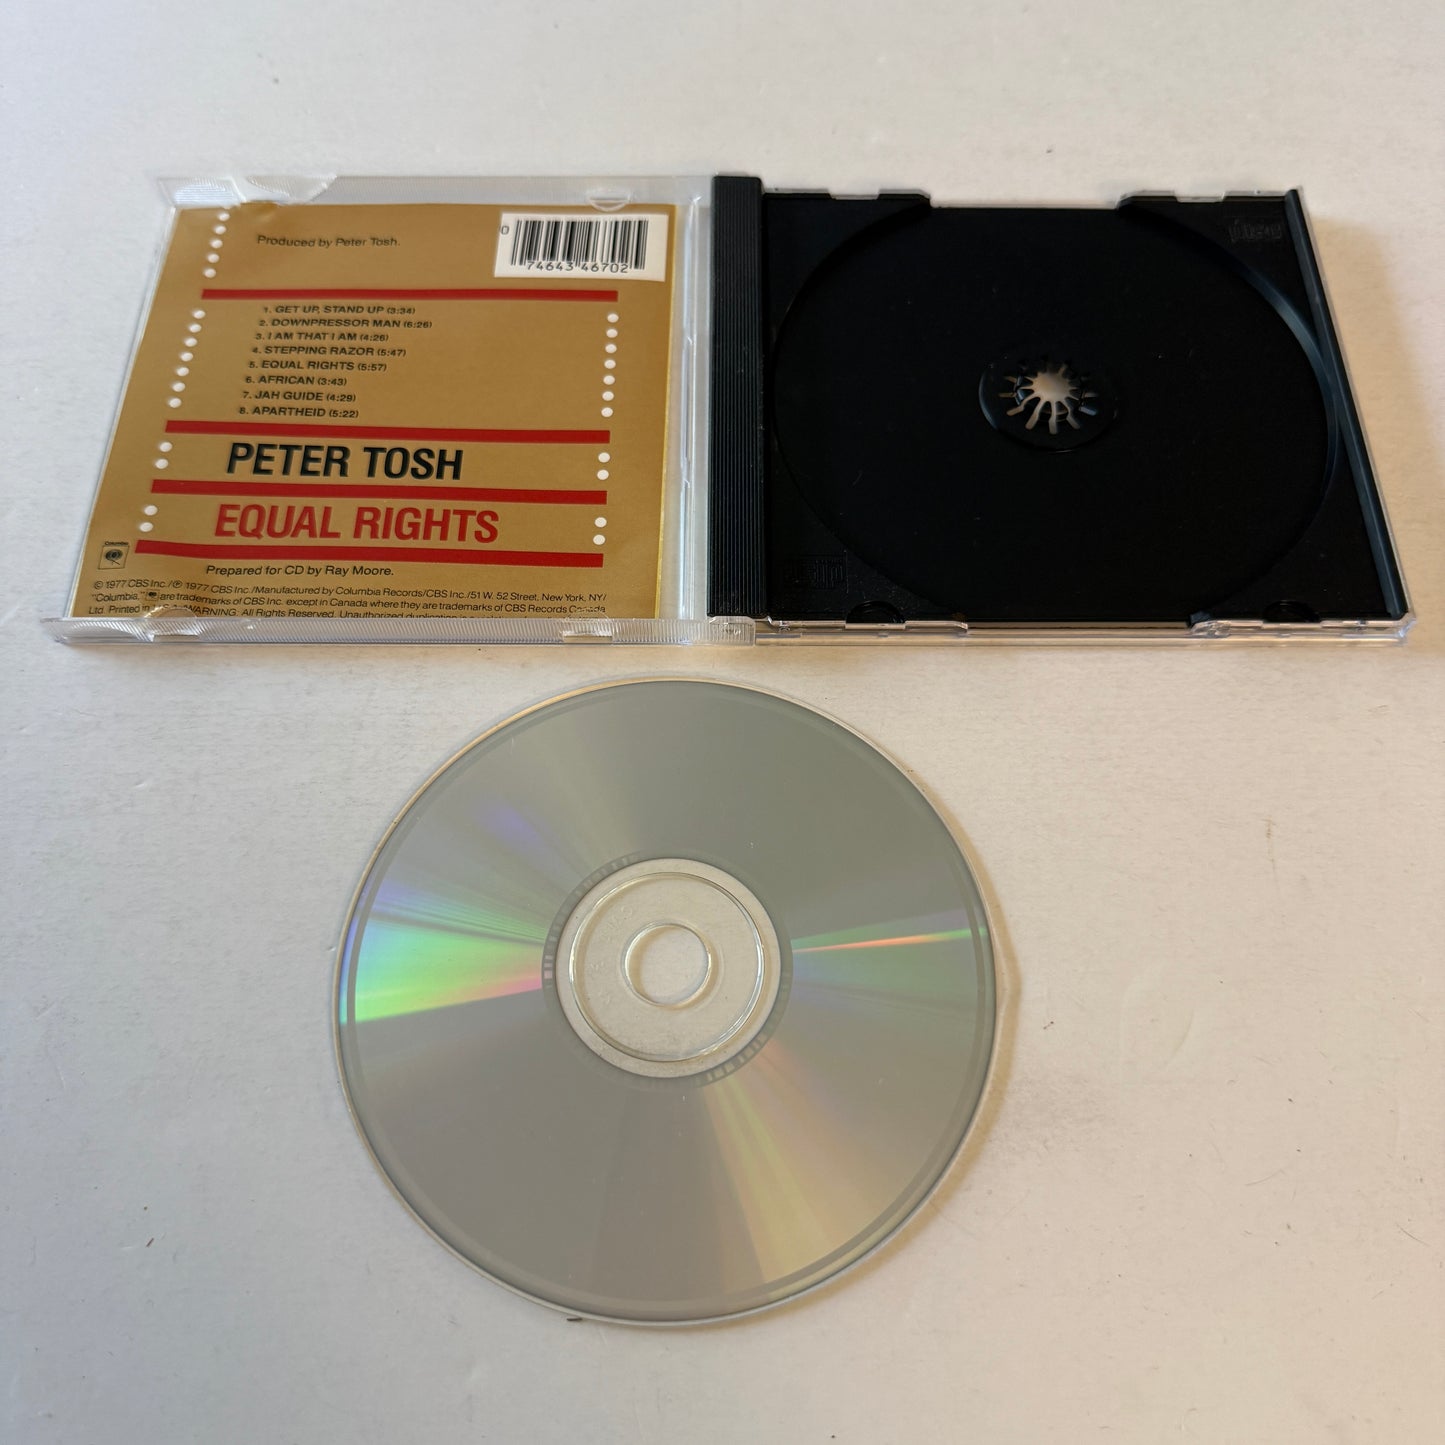 Produced by Peter Tosh.
0 74643 46702
1. GET UP, STAND UP (3:34)
2. DOWNPRESSOR MAN (6:26)
3. I AM THAT I AM (4:26)
4. STEPPING RAZOR (5:47)
5. EQUAL RIGHTS (5:57)
6. AFRICAN (3:43)
7. JAH GUIDE (4:29)
8. APARTHEID (5:22)
PETER TOSH
EQUAL RIGHTS
Columbia
Prepared for CD by Ray Moore.
© 1977 CBS Inc./℗ 1977 CBS Inc./Manufactured by Columbia Records/CBS Inc./51 W. 52 Street, New York, NY/
"Columbia," are trademarks of CBS Inc. except in Canada where they are trademarks of CBS Records Canada
Ltd. Printed in WARNING: All Rights Reserved. Unauthorized duplication